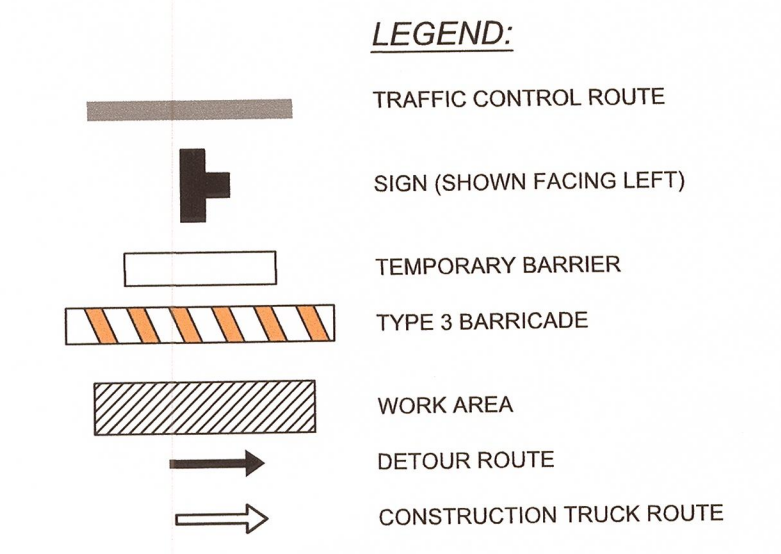 LEGEND:
TRAFFIC CONTROL ROUTE
SIGN (SHOWN FACING LEFT)
TEMPORARY BARRIER
TYPE 3 BARRICADE
WORK AREA
DETOUR ROUTE
CONSTRUCTION TRUCK ROUTE